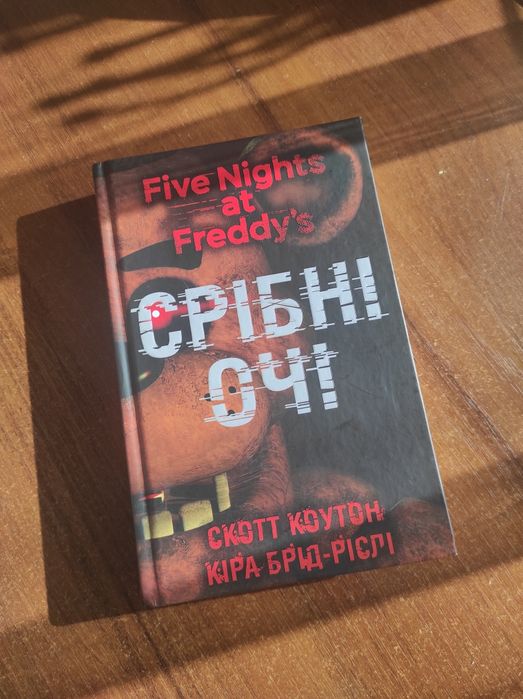 Five Nights
at
Freddy's
СРІБНІ
ОЧІ
СКОТТ КОУТОН
КІРА БРІД-РІСЛІ